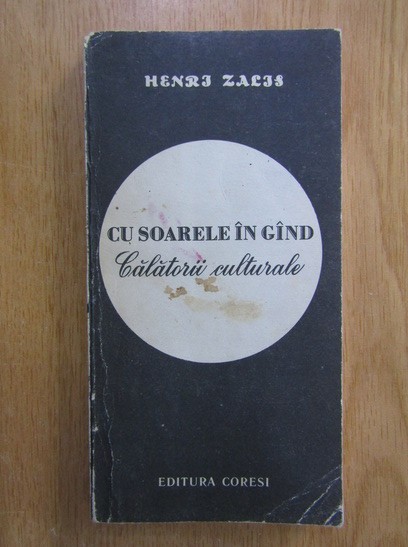 HENRI ZALIS
CU SOARELE ÎN GÎND
Călătorii culturale
EDITURA CORESI